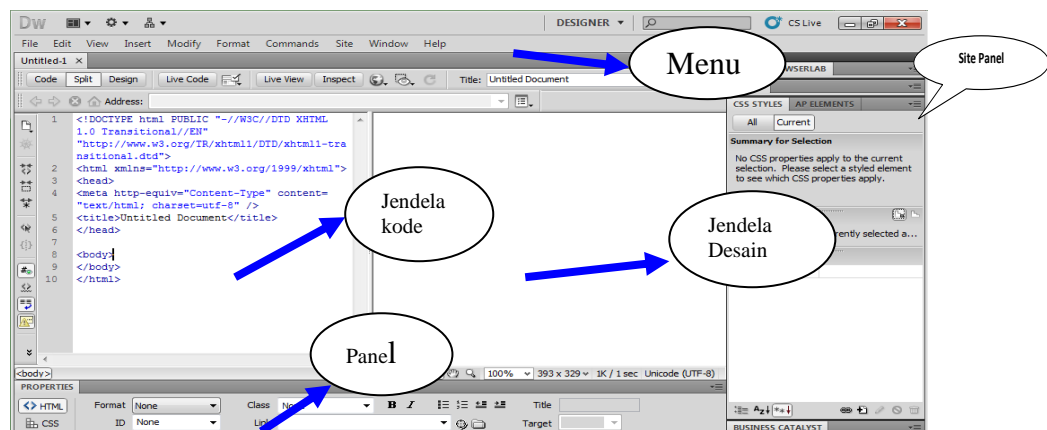 Dw DESIGNER CS Live
File Edit View Insert Modify Format Commands Site Window Help
Menu
Site Panel
Untitled-1 ×
WSERLAB
Code Split Design Live Code Live View Inspect Title: Untitled Document
Address:
CSS STYLES AP ELEMENTS
All Current
Summary for Selection
No CSS properties apply to the current
selection. Please select a styled element
to see which CSS properties apply.
1 <!DOCTYPE html PUBLIC "-//W3C//DTD XHTML
1.0 Transitional//EN"
"http://www.w3.org/TR/xhtml1/DTD/xhtml1-tra
nsitional.dtd">
2 <html xmlns="http://www.w3.org/1999/xhtml">
3 <head>
4 <meta http-equiv="Content-Type" content=
"text/html; charset=utf-8" />
5 <title>Untitled Document</title>
6 </head>
7
8 <body>
9 </body>
10 </html>
Jendela
kode
Jendela
Desain
rently selected a...
Panel
<body>
100% 393 x 329 1K / 1 sec Unicode (UTF-8)
PROPERTIES
HTML Format None Class Title
CSS ID None Link Target
B I
BUSINESS CATALYST